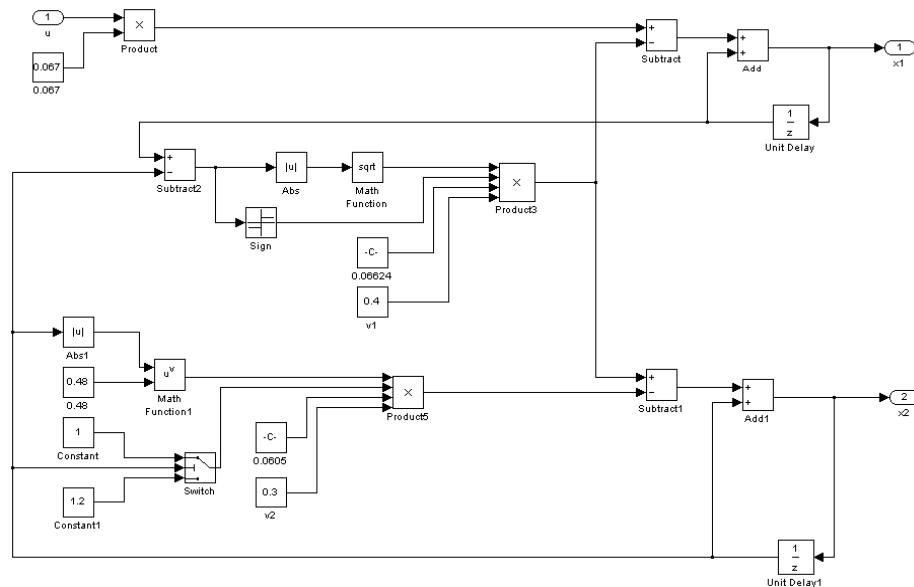 1
u
×
Product
0.067
0.067
+
−
Subtract
+
+
Add
1
x1
1
z
Unit Delay
+
−
Subtract2
|u|
Abs
sqrt
Math
Function
Sign
×
Product3
-C-
0.06624
0.4
v1
|u|
Abs1
0.48
0.48
u^v
Math
Function1
×
Product5
+
−
Subtract1
+
+
Add1
2
x2
1
Constant
Switch
1.2
Constant1
-C-
0.0605
0.3
v2
1
z
Unit Delay1